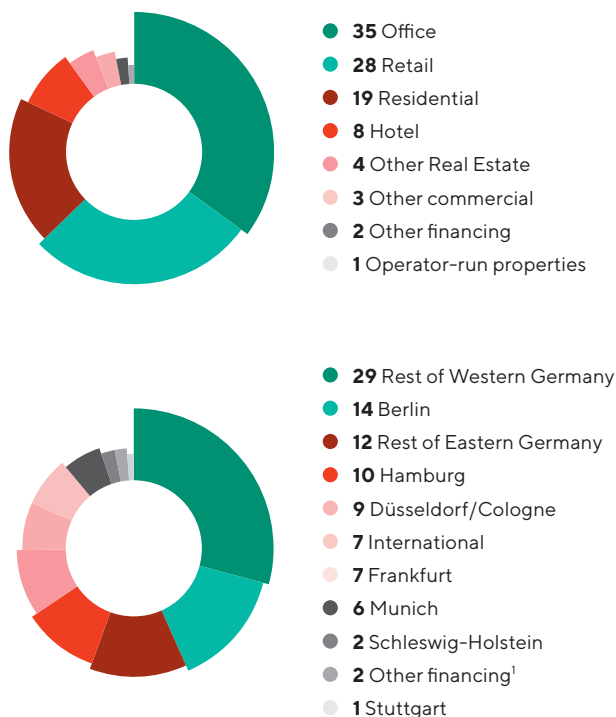 35 Office
28 Retail
19 Residential
8 Hotel
4 Other Real Estate
3 Other commercial
2 Other financing
1 Operator-run properties
29 Rest of Western Germany
14 Berlin
12 Rest of Eastern Germany
10 Hamburg
9 Düsseldorf/Cologne
7 International
7 Frankfurt
6 Munich
2 Schleswig-Holstein
2 Other financing¹
1 Stuttgart